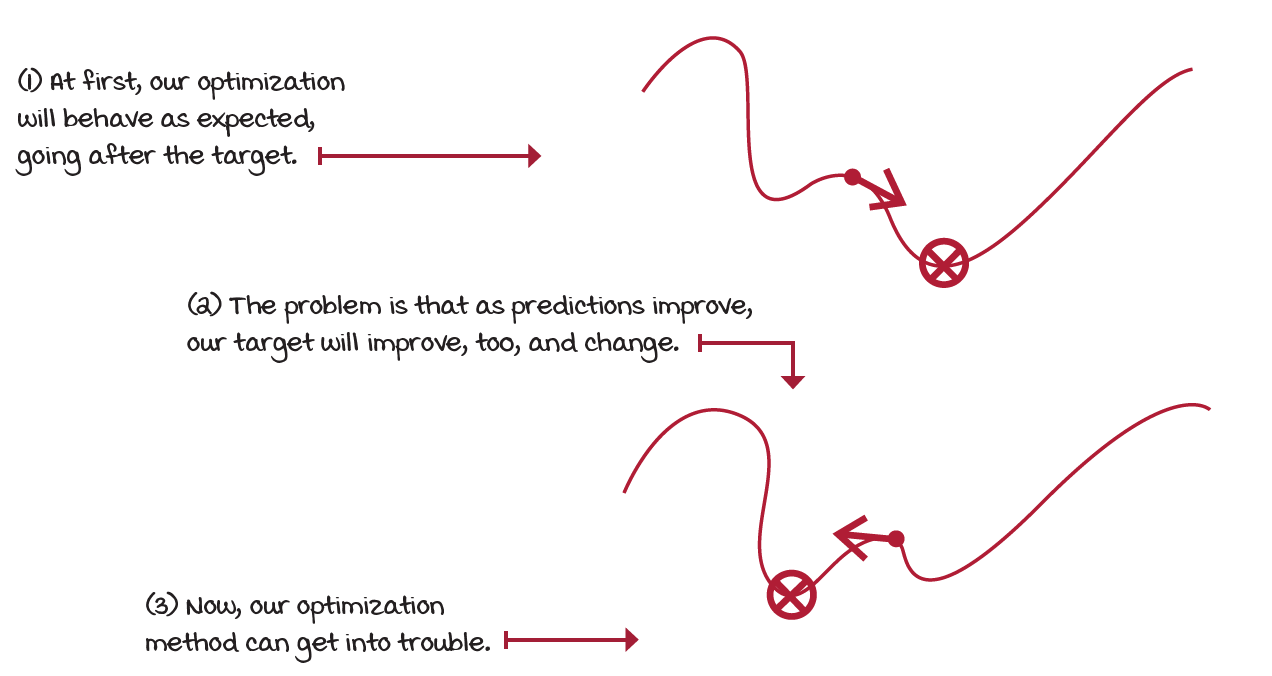 (1) At first, our optimization
will behave as expected,
going after the target.
(2) The problem is that as predictions improve,
our target will improve, too, and change.
(3) Now, our optimization
method can get into trouble.